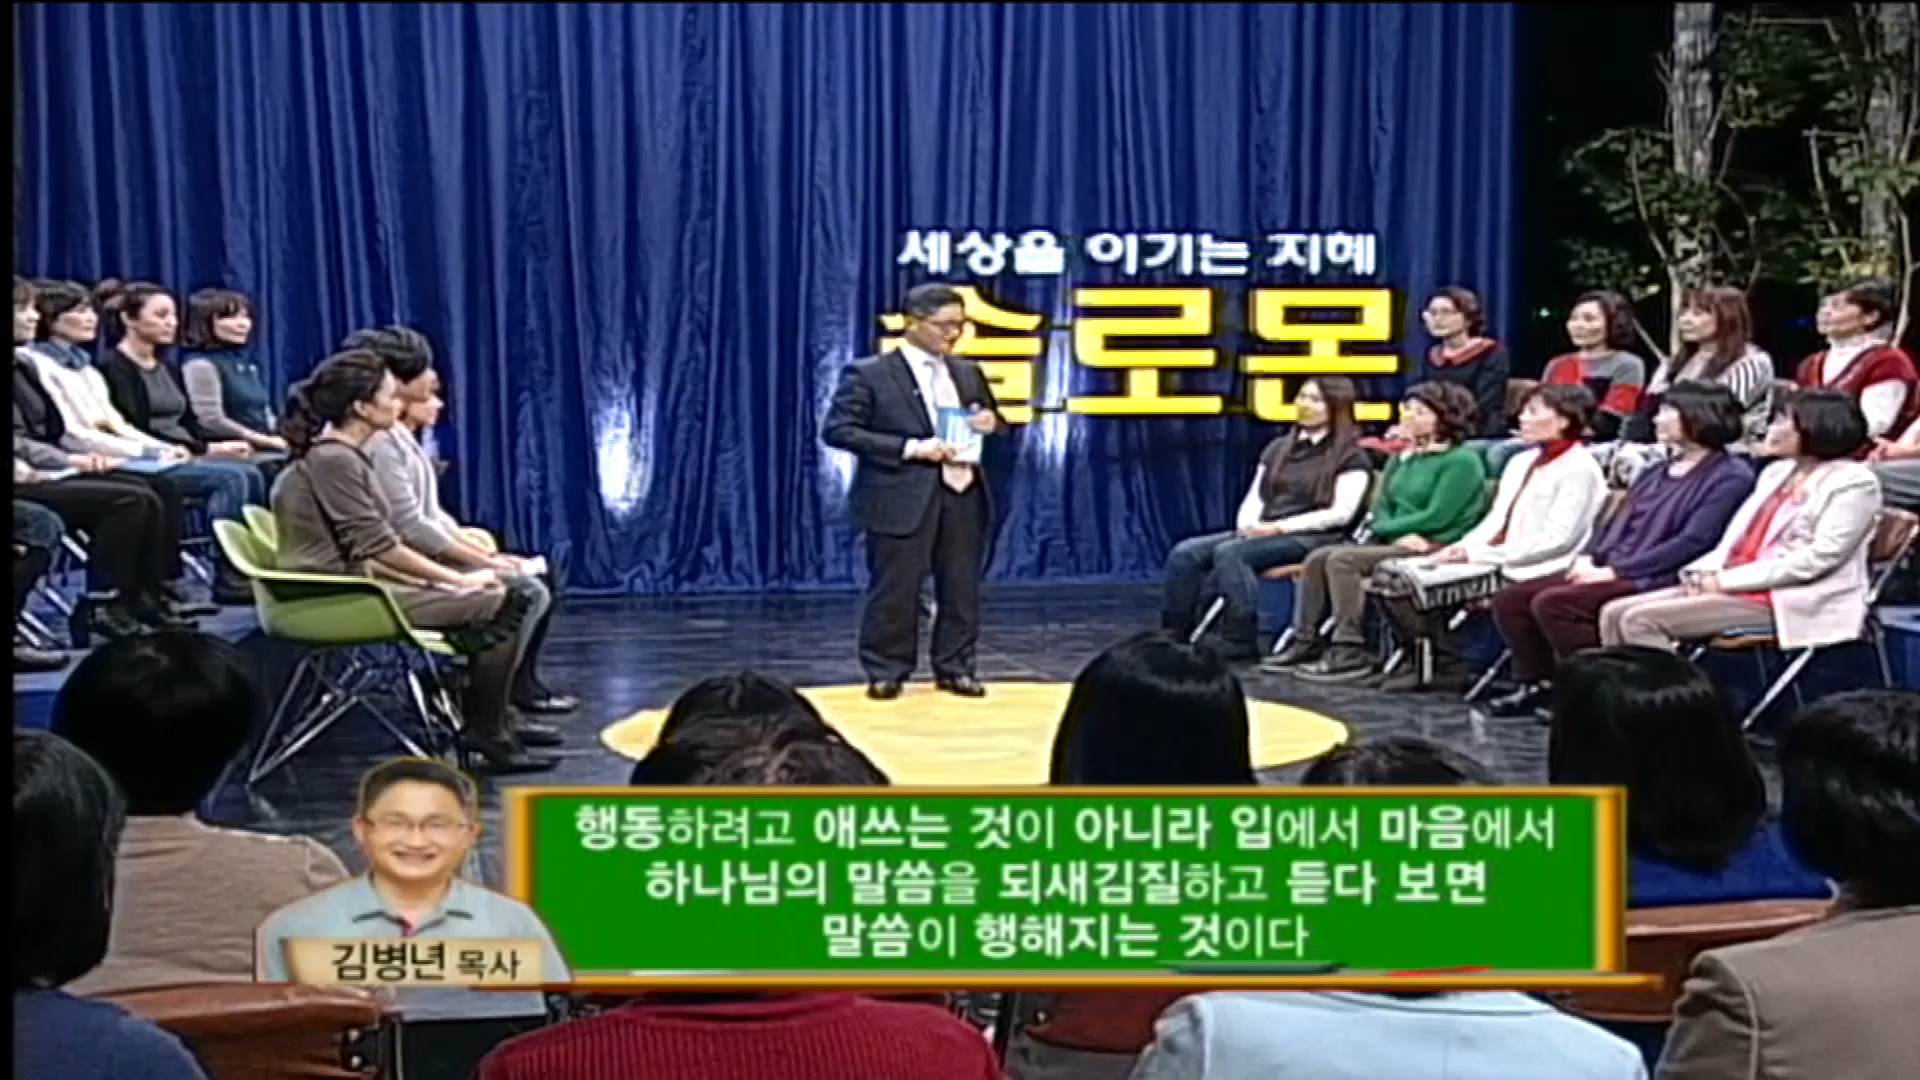 세상을 이기는 지혜
솔로몬
행동하려고 애쓰는 것이 아니라 입에서 마음에서
하나님의 말씀을 되새김질하고 듣다 보면
말씀이 행해지는 것이다
김병년 목사